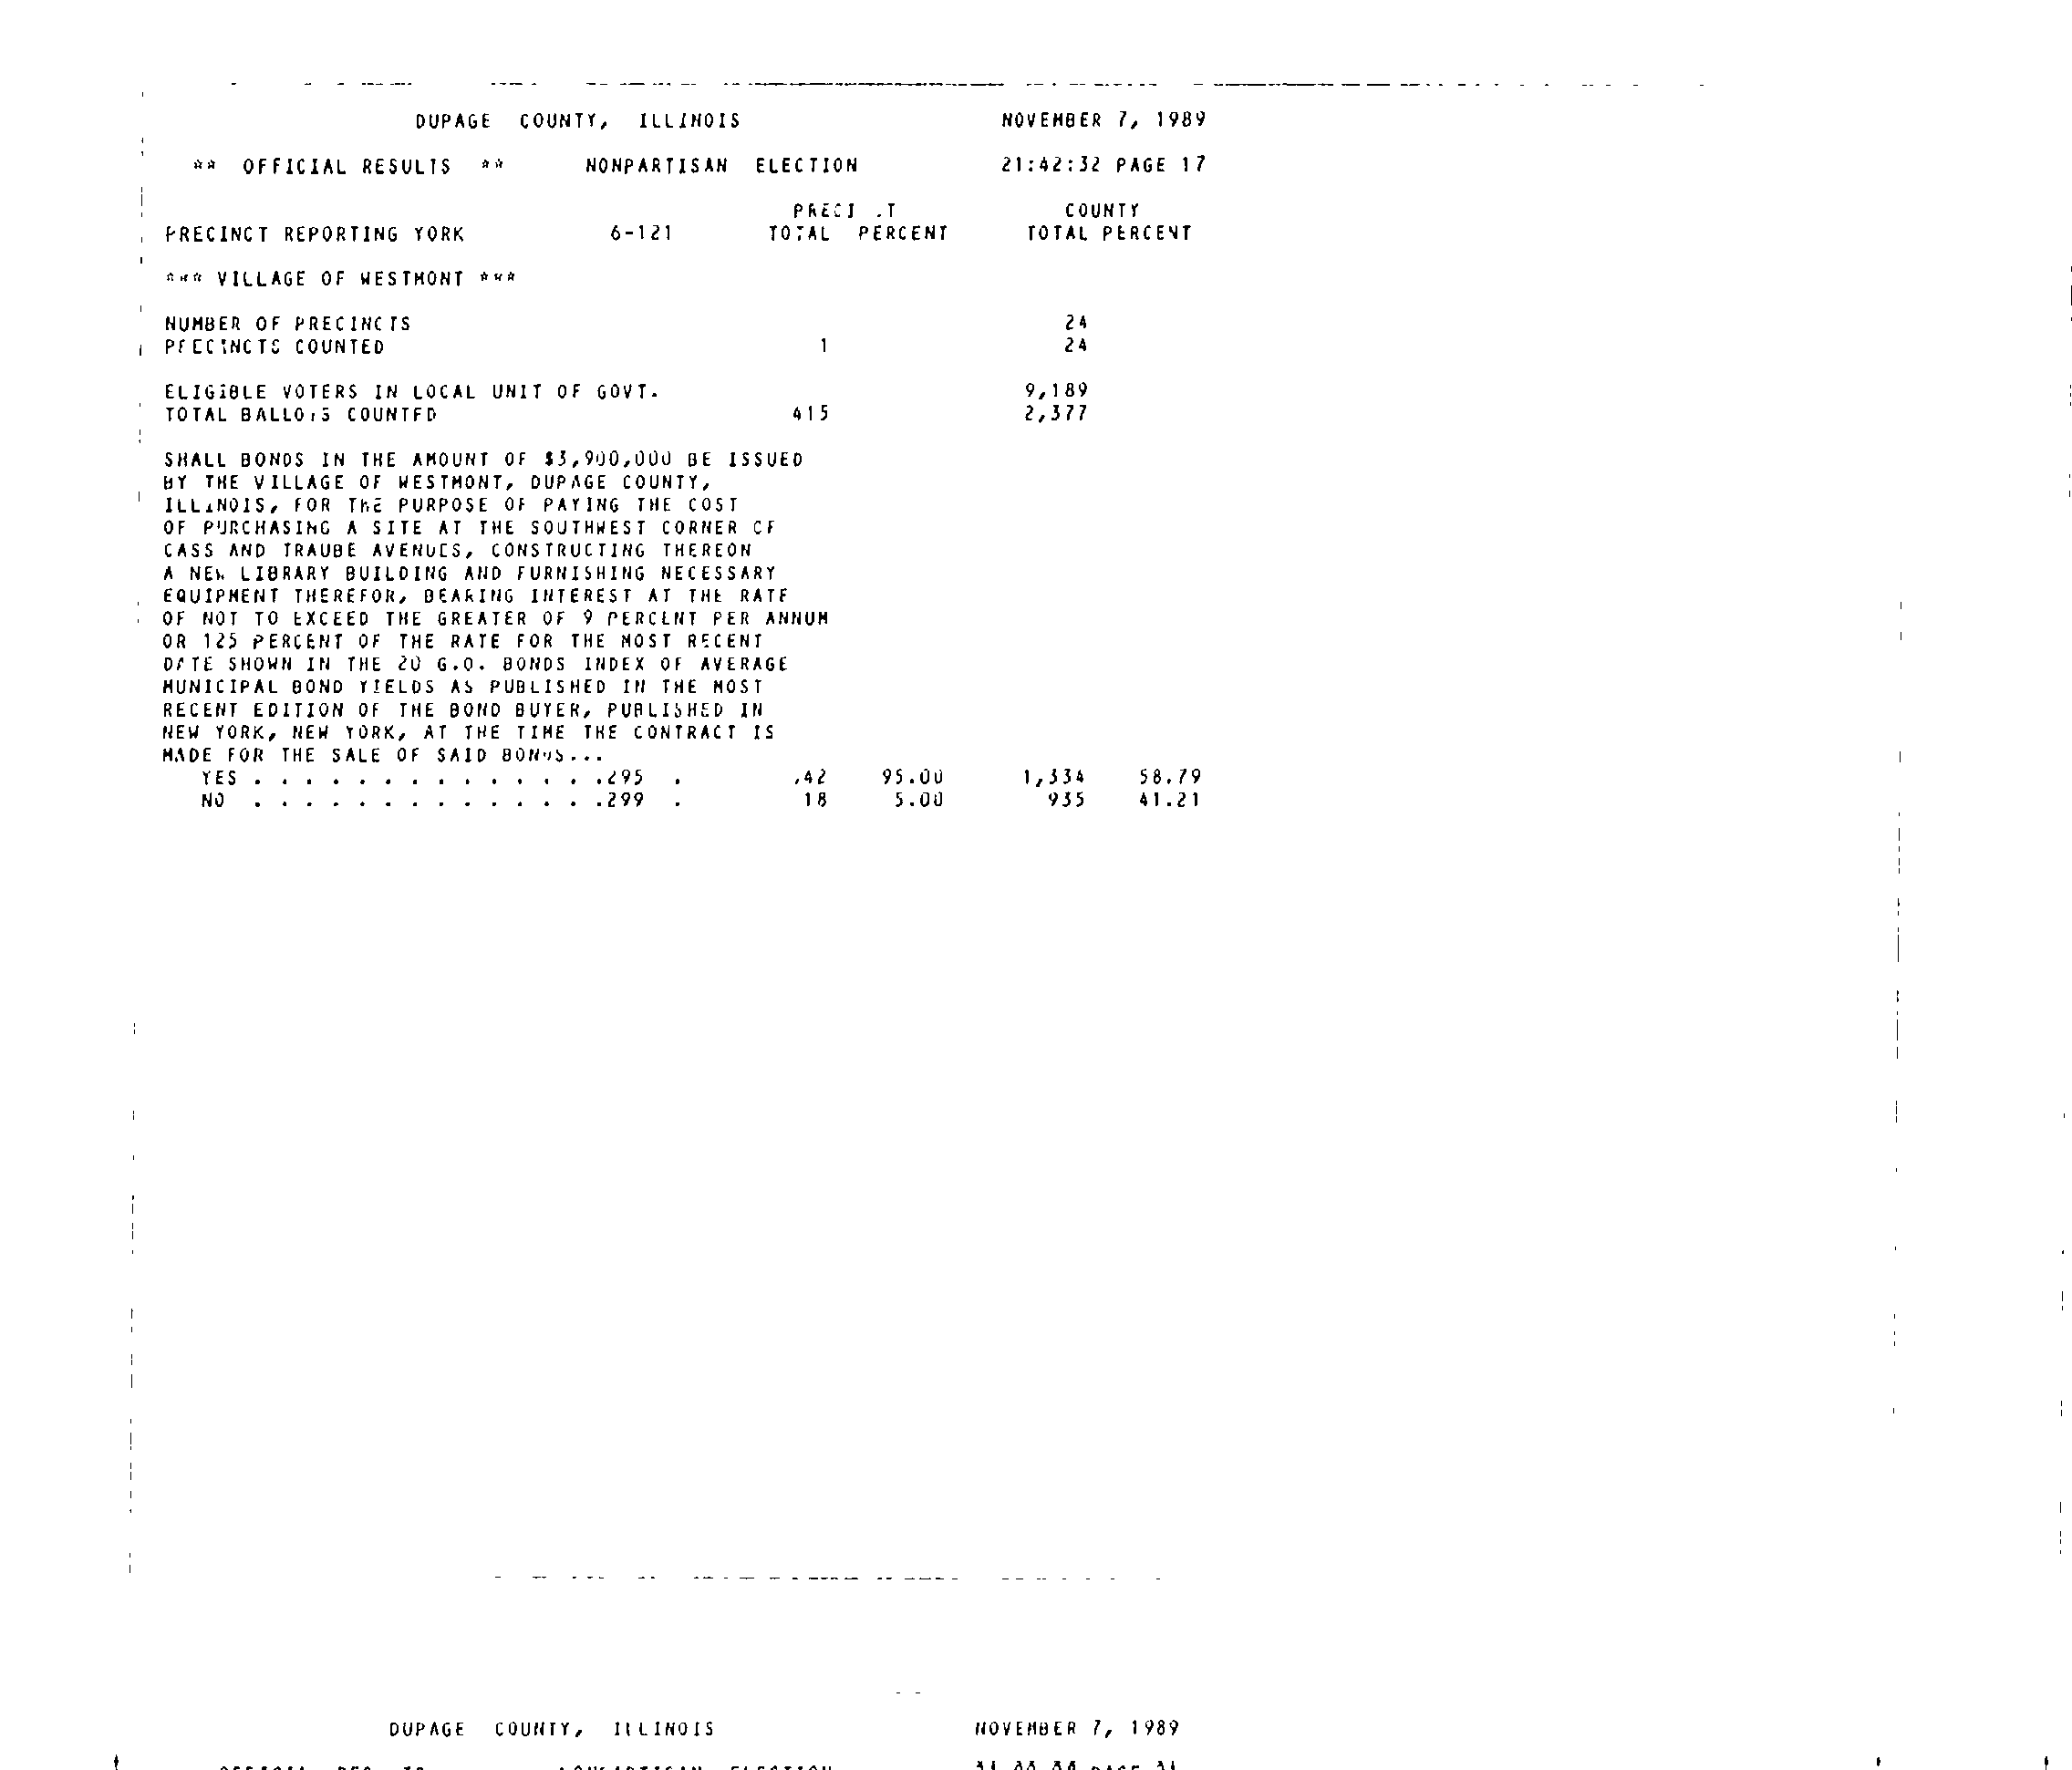 DUPAGE COUNTY, ILLINOIS NOVEMBER 7, 1989
** OFFICIAL RESULTS ** NONPARTISAN ELECTION 21:42:32 PAGE 17
COUNTY
PRECINCT REPORTING YORK 6-121 TOTAL PERCENT TOTAL PERCENT
*** VILLAGE OF WESTMONT ***
NUMBER OF PRECINCTS 24
PRECINCTS COUNTED 1 24
ELIGIBLE VOTERS IN LOCAL UNIT OF GOVT. 9,189
TOTAL BALLOTS COUNTED 415 2,377
SHALL BONDS IN THE AMOUNT OF $3,900,000 BE ISSUED
BY THE VILLAGE OF WESTMONT, DUPAGE COUNTY,
ILLINOIS, FOR THE PURPOSE OF PAYING THE COST
OF PURCHASING A SITE AT THE SOUTHWEST CORNER OF
CASS AND TRAUBE AVENUES, CONSTRUCTING THEREON
A NEW LIBRARY BUILDING AND FURNISHING NECESSARY
EQUIPMENT THEREFOR, BEARING INTEREST AT THE RATE
OF NOT TO EXCEED THE GREATER OF 9 PERCENT PER ANNUM
OR 125 PERCENT OF THE RATE FOR THE MOST RECENT
DATE SHOWN IN THE 20 G.O. BONDS INDEX OF AVERAGE
MUNICIPAL BOND YIELDS AS PUBLISHED IN THE MOST
RECENT EDITION OF THE BOND BUYER, PUBLISHED IN
NEW YORK, NEW YORK, AT THE TIME THE CONTRACT IS
MADE FOR THE SALE OF SAID BONDS...
YES . . . . . . . . . . . . . .295 . 95.00 1,334 58.79
NO . . . . . . . . . . . . . .299 . 18 5.00 935 41.21
DUPAGE COUNTY, ILLINOIS NOVEMBER 7, 1989